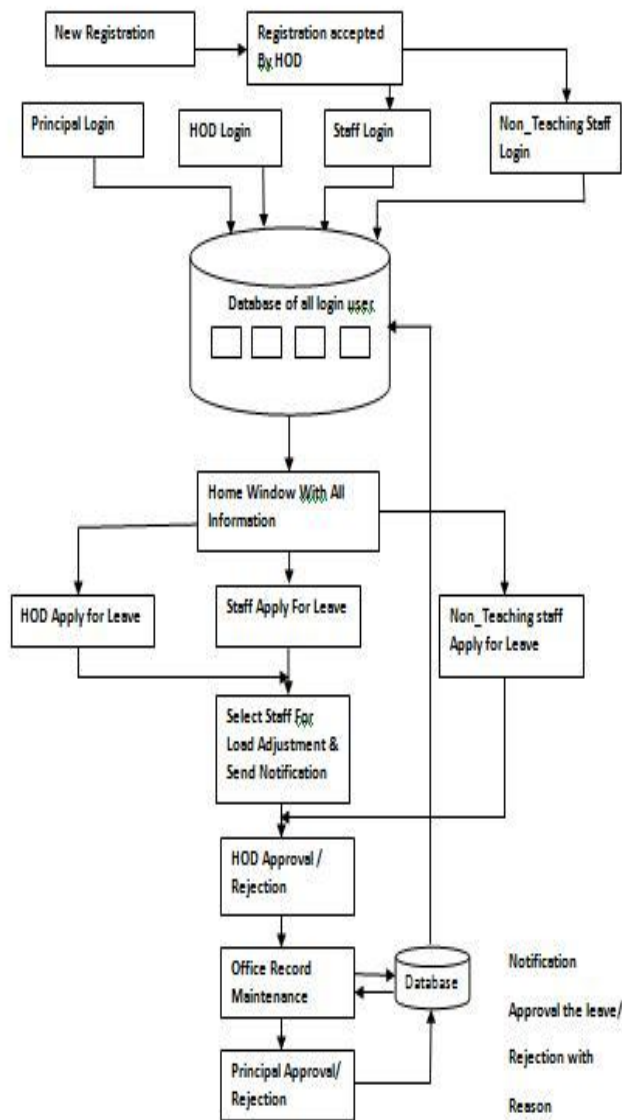 New Registration
Registration accepted
By HOD
Principal Login
HOD Login
Staff Login
Non_Teaching Staff
Login
Database of all login user
Home Window With All
Information
HOD Apply for Leave
Staff Apply For Leave
Non_Teaching staff
Apply for Leave
Select Staff For
Load Adjustment &
Send Notification
HOD Approval /
Rejection
Office Record
Maintenance
Database
Principal Approval/
Rejection
Notification
Approval the leave/
Rejection with
Reason